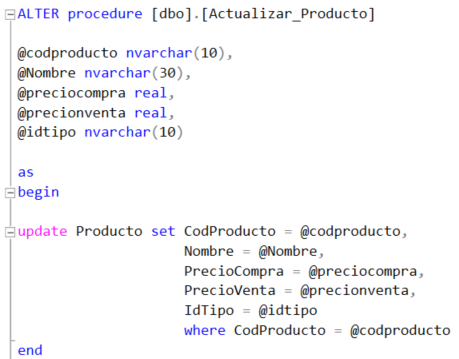 ALTER procedure [dbo].[Actualizar_Producto]
@codproducto nvarchar(10),
@Nombre nvarchar(30),
@preciocompra real,
@precionventa real,
@idtipo nvarchar(10)
as
begin
update Producto set CodProducto = @codproducto,
Nombre = @Nombre,
PrecioCompra = @preciocompra,
PrecioVenta = @precionventa,
IdTipo = @idtipo
where CodProducto = @codproducto
end